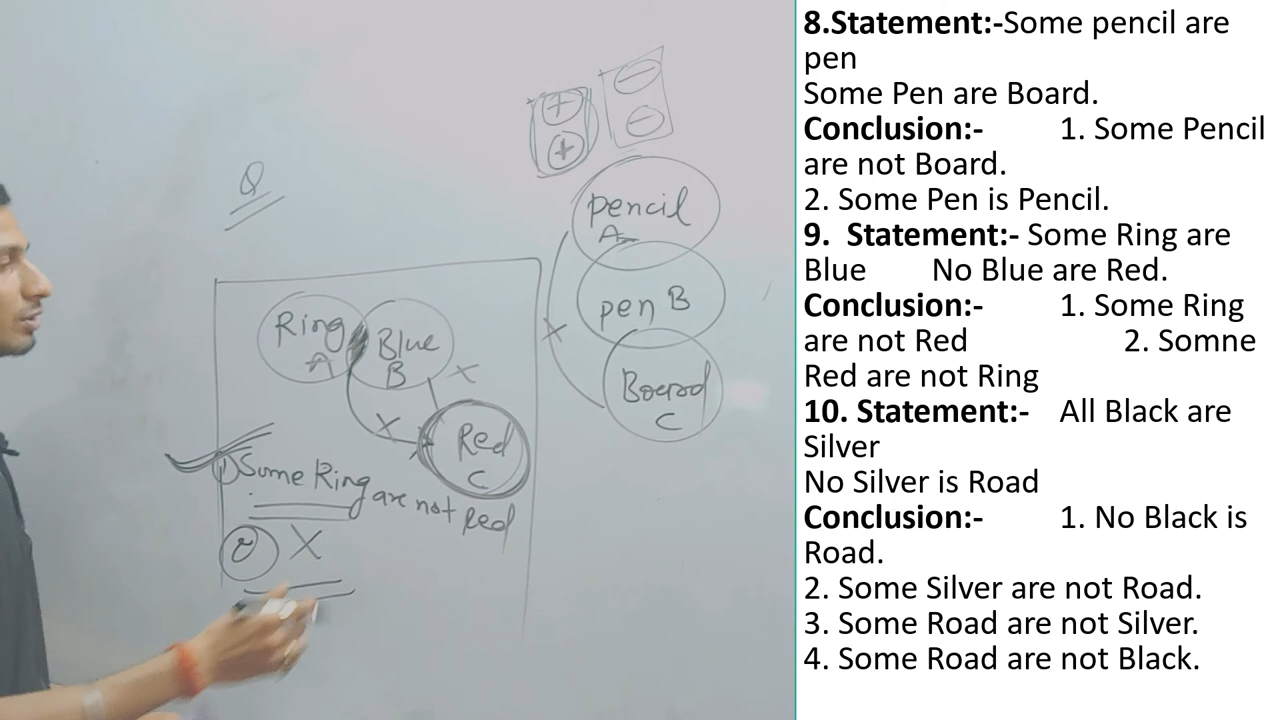 Q
Ring
A
Blue
B
Red
C
1 Some Ring are not Red
2 X
+
+
pencil
A
pen B
Board
C
8.Statement:-Some pencil are
pen
Some Pen are Board.
Conclusion:- 1. Some Pencil
are not Board.
2. Some Pen is Pencil.
9. Statement:- Some Ring are
Blue No Blue are Red.
Conclusion:- 1. Some Ring
are not Red 2. Somne
Red are not Ring
10. Statement:- All Black are
Silver
No Silver is Road
Conclusion:- 1. No Black is
Road.
2. Some Silver are not Road.
3. Some Road are not Silver.
4. Some Road are not Black.